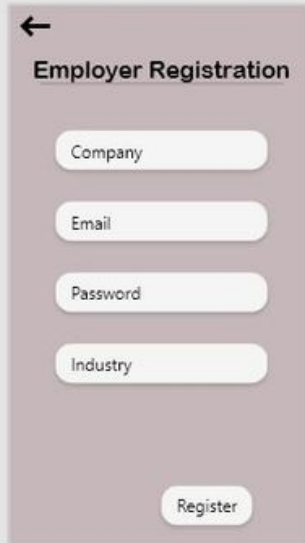 Employer Registration
Company
Email
Password
Industry
Register